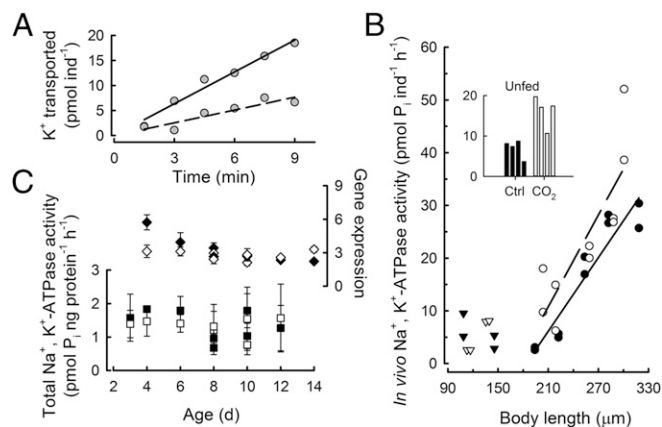 A
K⁺ transported
(pmol ind⁻¹)
20
15
10
5
0
0 3 6 9
Time (min)
C
Total Na⁺, K⁺-ATPase activity
(pmol Pᵢ ng protein⁻¹ h⁻¹)
3
2
1
0
9
6
3
0
Gene expression
2 4 6 8 10 12 14
Age (d)
B
In vivo Na⁺, K⁺-ATPase activity (pmol Pᵢ ind⁻¹ h⁻¹)
60
50
40
30
20
10
0
Unfed
20
10
0
Ctrl CO₂
90 150 210 270 330
Body length (μm)